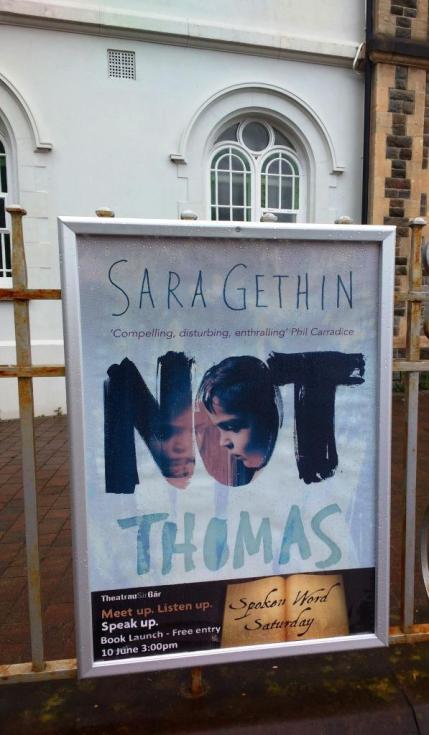 SARA GETHIN
'Compelling, disturbing, enthralling' Phil Carradice
NOT
THOMAS
TheatrauSirGâr
Meet up. Listen up.
Speak up.
Book Launch - Free entry
10 June 3:00pm
Spoken Word
Saturday